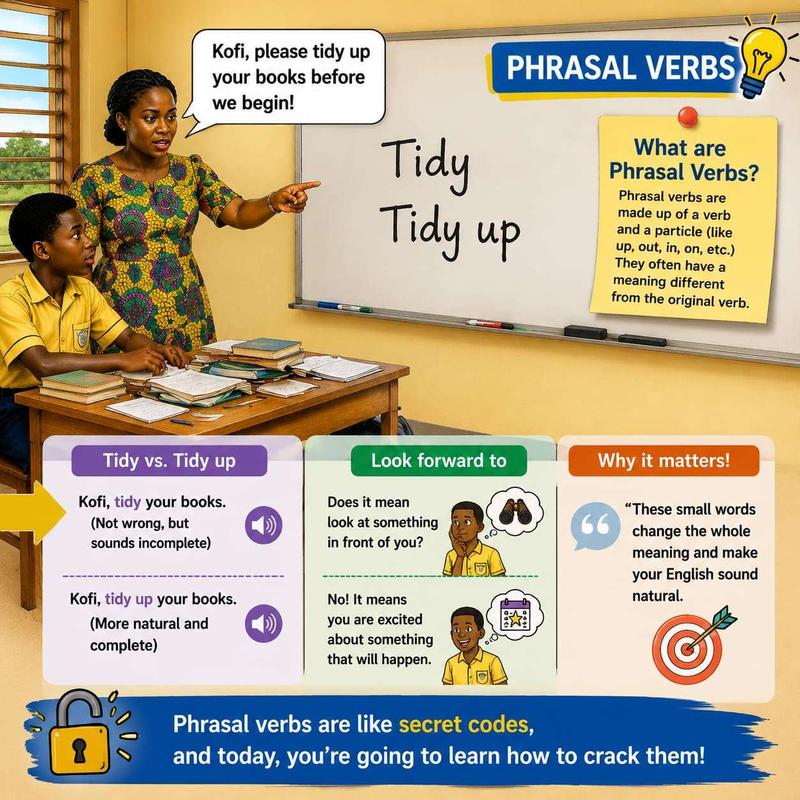 Kofi, please tidy up
your books before
we begin!
PHRASAL VERBS
Tidy
Tidy up
What are
Phrasal Verbs?
Phrasal verbs are
made up of a verb
and a particle (like
up, out, in, on, etc.)
They often have a
meaning different
from the original verb.
Tidy vs. Tidy up
Kofi, tidy your books.
(Not wrong, but
sounds incomplete)
Kofi, tidy up your books.
(More natural and
complete)
Look forward to
Does it mean
look at something
in front of you?
No! It means
you are excited
about something
that will happen.
Why it matters!
“These small words
change the whole
meaning and make
your English sound
natural.
Phrasal verbs are like secret codes,
and today, you’re going to learn how to crack them!